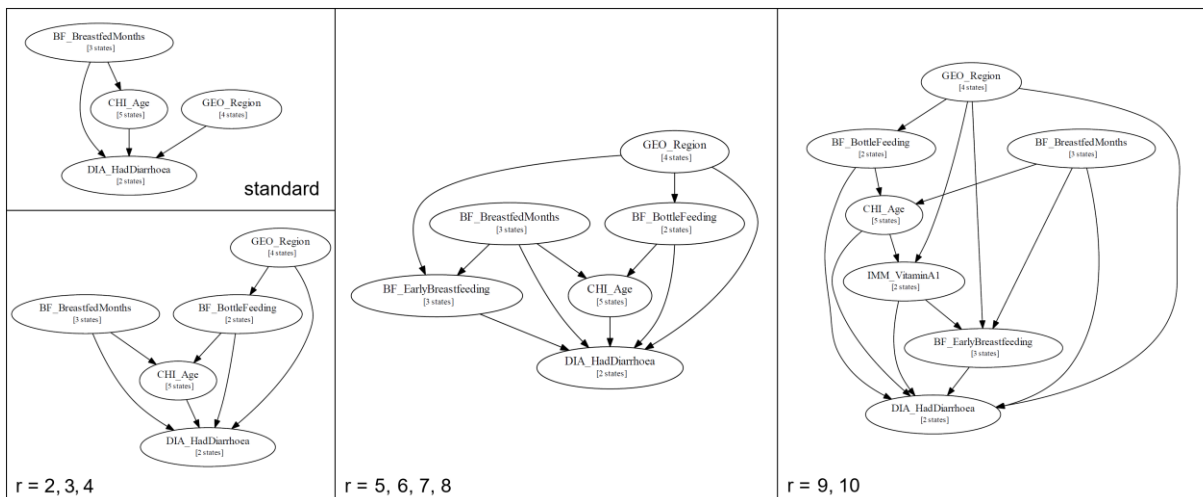 BF_BreastfedMonths
[3 states]
CHI_Age
[5 states]
GEO_Region
[4 states]
DIA_HadDiarrhoea
[2 states]
standard
GEO_Region
[4 states]
BF_BreastfedMonths
[3 states]
BF_BottleFeeding
[2 states]
CHI_Age
[5 states]
DIA_HadDiarrhoea
[2 states]
r = 2, 3, 4
GEO_Region
[4 states]
BF_BreastfedMonths
[3 states]
BF_BottleFeeding
[2 states]
BF_EarlyBreastfeeding
[3 states]
CHI_Age
[5 states]
DIA_HadDiarrhoea
[2 states]
r = 5, 6, 7, 8
GEO_Region
[4 states]
BF_BottleFeeding
[2 states]
BF_BreastfedMonths
[3 states]
CHI_Age
[5 states]
IMM_VitaminA1
[2 states]
BF_EarlyBreastfeeding
[3 states]
DIA_HadDiarrhoea
[2 states]
r = 9, 10